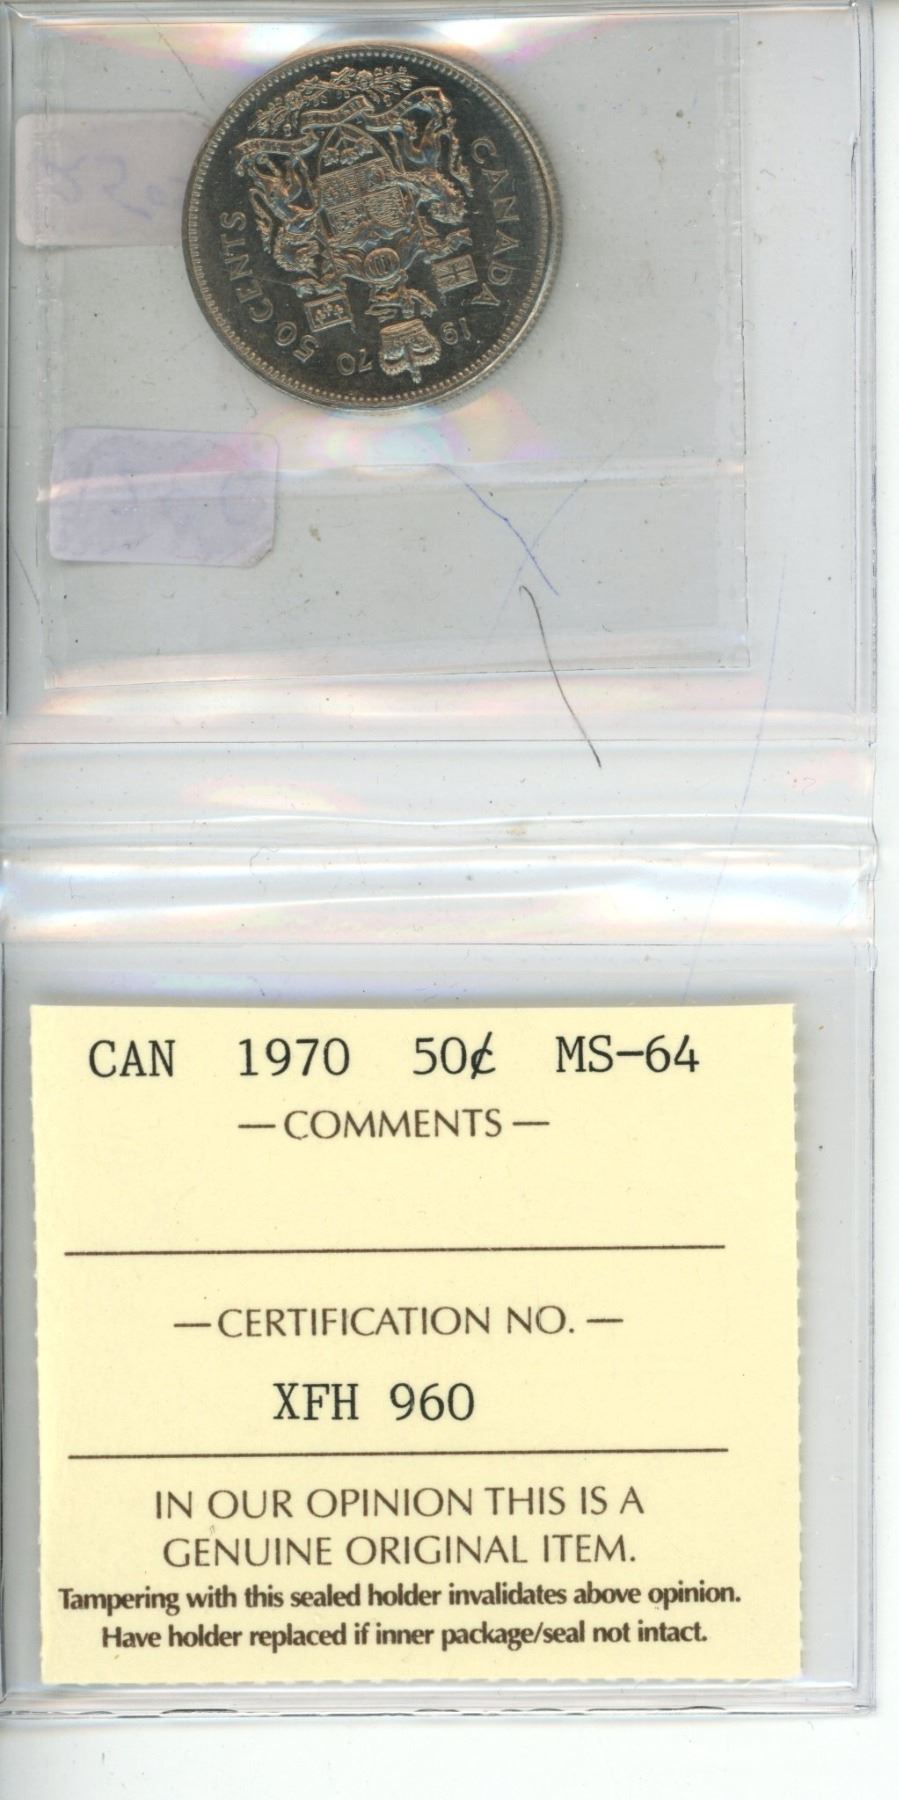 CANADA
50 CENTS
19 70
CAN 1970 50¢ MS-64
— COMMENTS —
— CERTIFICATION NO. —
XFH 960
IN OUR OPINION THIS IS A
GENUINE ORIGINAL ITEM.
Tampering with this sealed holder invalidates above opinion.
Have holder replaced if inner package/seal not intact.